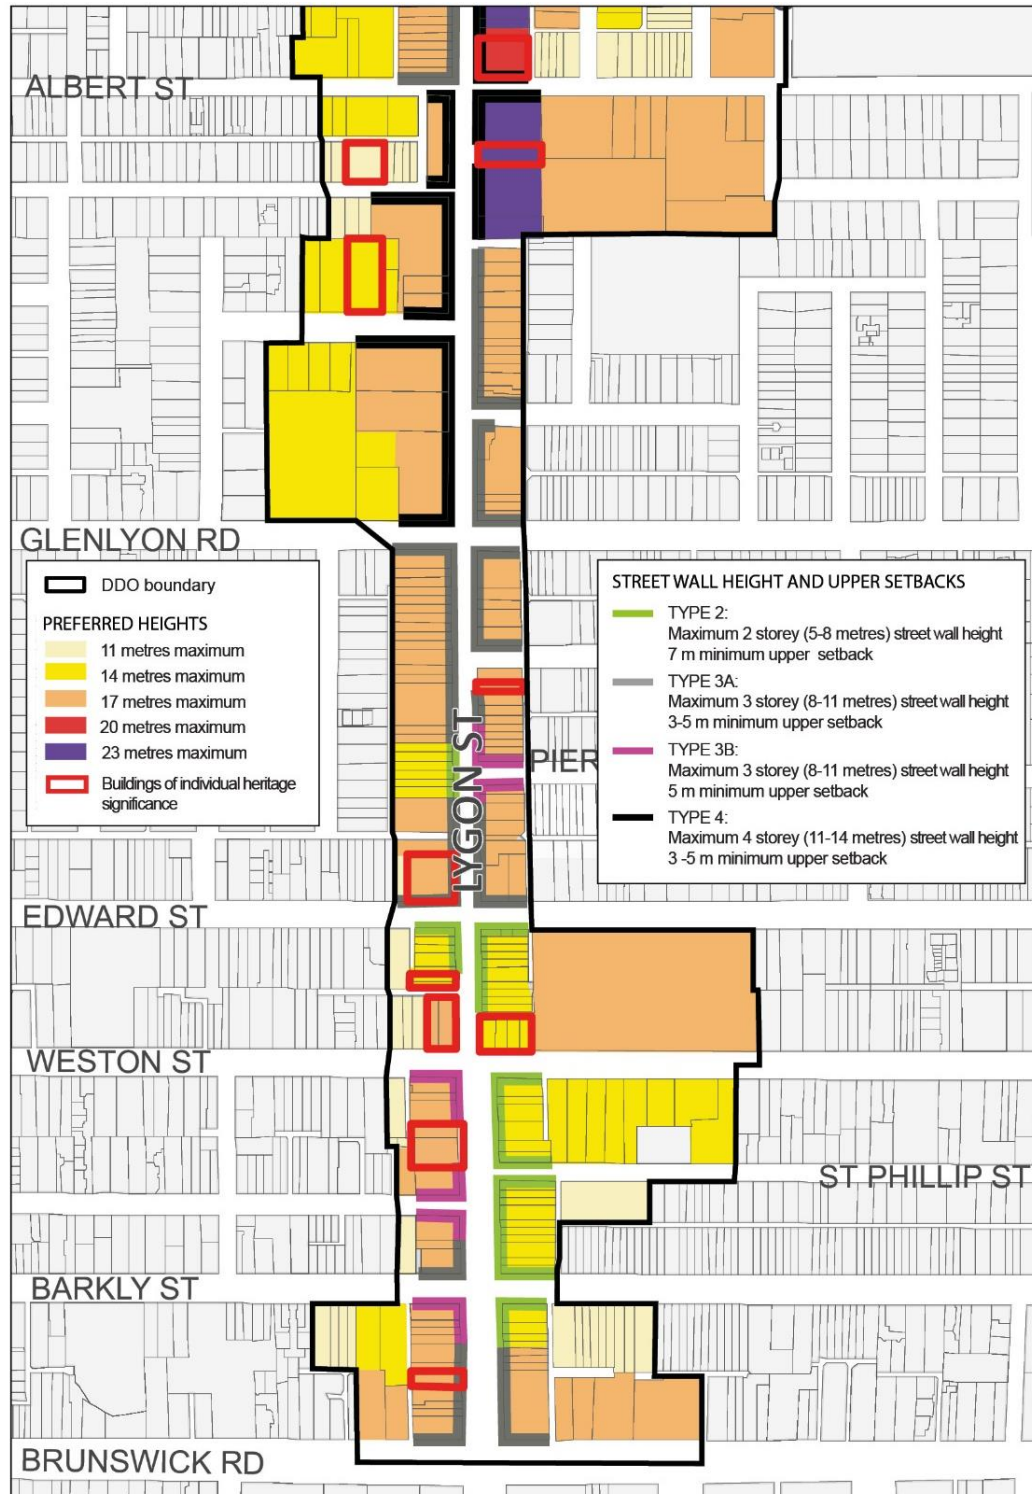 ALBERT ST
GLENLYON RD
DDO boundary
PREFERRED HEIGHTS
11 metres maximum
14 metres maximum
17 metres maximum
20 metres maximum
23 metres maximum
Buildings of individual heritage
significance
LYGON ST
PIER
STREET WALL HEIGHT AND UPPER SETBACKS
TYPE 2:
Maximum 2 storey (5-8 metres) street wall height
7 m minimum upper setback
TYPE 3A:
Maximum 3 storey (8-11 metres) street wall height
3-5 m minimum upper setback
TYPE 3B:
Maximum 3 storey (8-11 metres) street wall height
5 m minimum upper setback
TYPE 4:
Maximum 4 storey (11-14 metres) street wall height
3 -5 m minimum upper setback
EDWARD ST
WESTON ST
ST PHILLIP ST
BARKLY ST
BRUNSWICK RD